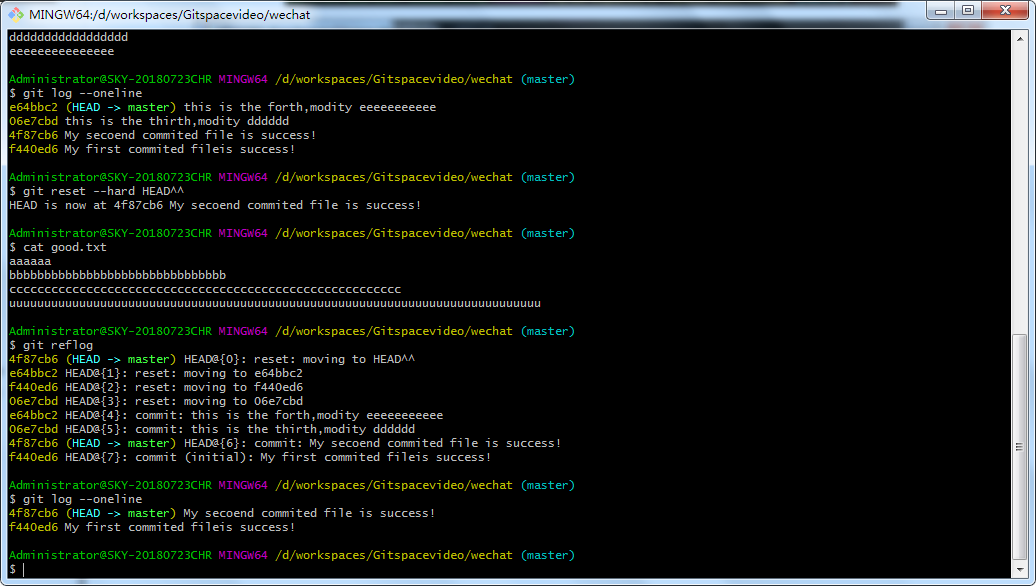 MINGW64:/d/workspaces/Gitspacevideo/wechat
ddddddddddddddddd
eeeeeeeeeeeeeee
Administrator@SKY-20180723CHR MINGW64 /d/workspaces/Gitspacevideo/wechat (master)
$ git log --oneline
e64bbc2 (HEAD -> master) this is the forth,modity eeeeeeeeeee
06e7cbd this is the thirth,modity dddddd
4f87cb6 My secoend commited file is success!
f440ed6 My first commited fileis success!
Administrator@SKY-20180723CHR MINGW64 /d/workspaces/Gitspacevideo/wechat (master)
$ git reset --hard HEAD^^
HEAD is now at 4f87cb6 My secoend commited file is success!
Administrator@SKY-20180723CHR MINGW64 /d/workspaces/Gitspacevideo/wechat (master)
$ cat good.txt
aaaaaa
bbbbbbbbbbbbbbbbbbbbbbbbbbbbbbb
cccccccccccccccccccccccccccccccccccccccccccccccccccccccc
uuuuuuuuuuuuuuuuuuuuuuuuuuuuuuuuuuuuuuuuuuuuuuuuuuuuuuuuuuuuuuuuuuuuuuuuuuuu
Administrator@SKY-20180723CHR MINGW64 /d/workspaces/Gitspacevideo/wechat (master)
$ git reflog
4f87cb6 (HEAD -> master) HEAD@{0}: reset: moving to HEAD^^
e64bbc2 HEAD@{1}: reset: moving to e64bbc2
f440ed6 HEAD@{2}: reset: moving to f440ed6
06e7cbd HEAD@{3}: reset: moving to 06e7cbd
e64bbc2 HEAD@{4}: commit: this is the forth,modity eeeeeeeeeee
06e7cbd HEAD@{5}: commit: this is the thirth,modity dddddd
4f87cb6 (HEAD -> master) HEAD@{6}: commit: My secoend commited file is success!
f440ed6 HEAD@{7}: commit (initial): My first commited fileis success!
Administrator@SKY-20180723CHR MINGW64 /d/workspaces/Gitspacevideo/wechat (master)
$ git log --oneline
4f87cb6 (HEAD -> master) My secoend commited file is success!
f440ed6 My first commited fileis success!
Administrator@SKY-20180723CHR MINGW64 /d/workspaces/Gitspacevideo/wechat (master)
$